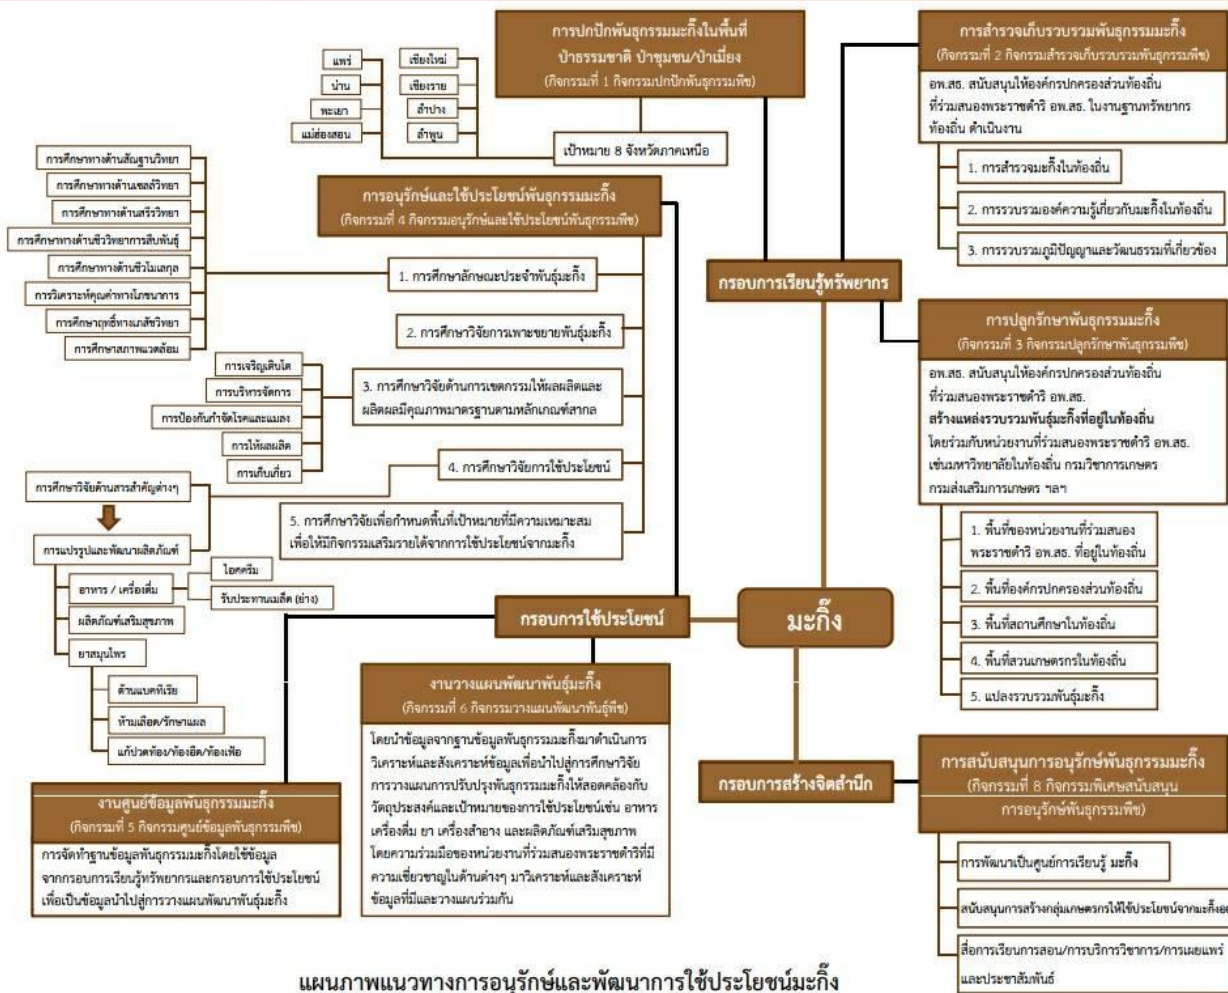 การปกปักพันธุกรรมมะกิ๊งในพื้นที่
ป่าธรรมชาติ ป่าชุมชน/ป่าเมี่ยง
(กิจกรรมที่ 1 กิจกรรมปกปักพันธุกรรมพืช)
เป้าหมาย 8 จังหวัดภาคเหนือ
แพร่
น่าน
พะเยา
แม่ฮ่องสอน
เชียงใหม่
เชียงราย
ลำปาง
ลำพูน
การสำรวจเก็บรวบรวมพันธุกรรมมะกิ๊ง
(กิจกรรมที่ 2 กิจกรรมสำรวจเก็บรวบรวมพันธุกรรมพืช)
อพ.สธ. สนับสนุนให้องค์กรปกครองส่วนท้องถิ่น
ที่ร่วมสนองพระราชดำริ อพ.สธ. ในงานฐานทรัพยากร
ท้องถิ่น ดำเนินงาน
1. การสำรวจมะกิ๊งในท้องถิ่น
2. การรวบรวมองค์ความรู้เกี่ยวกับมะกิ๊งในท้องถิ่น
3. การรวบรวมภูมิปัญญาและวัฒนธรรมที่เกี่ยวข้อง
กรอบการเรียนรู้ทรัพยากร
การปลูกรักษาพันธุกรรมมะกิ๊ง
(กิจกรรมที่ 3 กิจกรรมปลูกรักษาพันธุกรรมพืช)
อพ.สธ. สนับสนุนให้องค์กรปกครองส่วนท้องถิ่น
ที่ร่วมสนองพระราชดำริ อพ.สธ.
สร้างแหล่งรวบรวมพันธุ์มะกิ๊งที่อยู่ในท้องถิ่น
โดยร่วมกับหน่วยงานที่ร่วมสนองพระราชดำริ อพ.สธ.
เช่นมหาวิทยาลัยในท้องถิ่น กรมวิชาการเกษตร
กรมส่งเสริมการเกษตร ฯลฯ
1. พื้นที่ของหน่วยงานที่ร่วมสนอง
พระราชดำริ อพ.สธ. ที่อยู่ในท้องถิ่น
2. พื้นที่องค์กรปกครองส่วนท้องถิ่น
3. พื้นที่สถานศึกษาในท้องถิ่น
4. พื้นที่สวนเกษตรกรในท้องถิ่น
5. แปลงรวบรวมพันธุ์มะกิ๊ง
การอนุรักษ์และใช้ประโยชน์พันธุกรรมมะกิ๊ง
(กิจกรรมที่ 4 กิจกรรมอนุรักษ์และใช้ประโยชน์พันธุกรรมพืช)
1. การศึกษาลักษณะประจำพันธุ์มะกิ๊ง
การศึกษาทางด้านสัณฐานวิทยา
การศึกษาทางด้านเซลล์วิทยา
การศึกษาทางด้านสรีรวิทยา
การศึกษาทางด้านชีววิทยาการสืบพันธุ์
การศึกษาทางด้านชีวโมเลกุล
การวิเคราะห์คุณค่าทางโภชนาการ
การศึกษาฤทธิ์ทางเภสัชวิทยา
การศึกษาสภาพแวดล้อม
2. การศึกษาวิจัยการเพาะขยายพันธุ์มะกิ๊ง
3. การศึกษาวิจัยด้านการเขตกรรมให้ผลผลิตและ
ผลิตผลมีคุณภาพมาตรฐานตามหลักเกณฑ์สากล
การเจริญเติบโต
การบริหารจัดการ
การป้องกันกำจัดโรคและแมลง
การให้ผลผลิต
การเก็บเกี่ยว
4. การศึกษาวิจัยการใช้ประโยชน์
การศึกษาวิจัยด้านสารสำคัญต่างๆ
การแปรรูปและพัฒนาผลิตภัณฑ์
อาหาร / เครื่องดื่ม
ไอศครีม
รับประทานเมล็ด (ย่าง)
ผลิตภัณฑ์เสริมสุขภาพ
ยาสมุนไพร
ต้านแบคทีเรีย
ห้ามเลือด/รักษาแผล
แก้ปวดท้อง/ท้องอืด/ท้องเฟ้อ
5. การศึกษาวิจัยเพื่อกำหนดพื้นที่เป้าหมายที่มีความเหมาะสม
เพื่อให้มีกิจกรรมเสริมรายได้จากการใช้ประโยชน์จากมะกิ๊ง
กรอบการใช้ประโยชน์
มะกิ๊ง
งานวางแผนพัฒนาพันธุ์มะกิ๊ง
(กิจกรรมที่ 6 กิจกรรมวางแผนพัฒนาพันธุ์พืช)
โดยนำข้อมูลจากฐานข้อมูลพันธุกรรมมะกิ๊งมาดำเนินการ
วิเคราะห์และสังเคราะห์ข้อมูลเพื่อนำไปสู่การศึกษาวิจัย
การวางแผนการปรับปรุงพันธุกรรมมะกิ๊งให้สอดคล้องกับ
วัตถุประสงค์และเป้าหมายของการใช้ประโยชน์เช่น อาหาร
เครื่องดื่ม ยา เครื่องสำอาง และผลิตภัณฑ์เสริมสุขภาพ
โดยความร่วมมือของหน่วยงานที่ร่วมสนองพระราชดำริที่มี
ความเชี่ยวชาญในด้านต่างๆ มาวิเคราะห์และสังเคราะห์
ข้อมูลที่มีและวางแผนร่วมกัน
งานศูนย์ข้อมูลพันธุกรรมมะกิ๊ง
(กิจกรรมที่ 5 กิจกรรมศูนย์ข้อมูลพันธุกรรมพืช)
การจัดทำฐานข้อมูลพันธุกรรมมะกิ๊งโดยใช้ข้อมูล
จากกรอบการเรียนรู้ทรัพยากรและกรอบการใช้ประโยชน์
เพื่อเป็นข้อมูลนำไปสู่การวางแผนพัฒนาพันธุ์มะกิ๊ง
กรอบการสร้างจิตสำนึก
การสนับสนุนการอนุรักษ์พันธุกรรมมะกิ๊ง
(กิจกรรมที่ 8 กิจกรรมพิเศษสนับสนุน
การอนุรักษ์พันธุกรรมพืช)
การพัฒนาเป็นศูนย์การเรียนรู้ มะกิ๊ง
สนับสนุนการสร้างกลุ่มเกษตรกรให้ใช้ประโยชน์จากมะกิ๊ง
สื่อการเรียนการสอน/การบริการวิชาการ/การเผยแพร่
และประชาสัมพันธ์
แผนภาพแนวทางการอนุรักษ์และพัฒนาการใช้ประโยชน์มะกิ๊ง